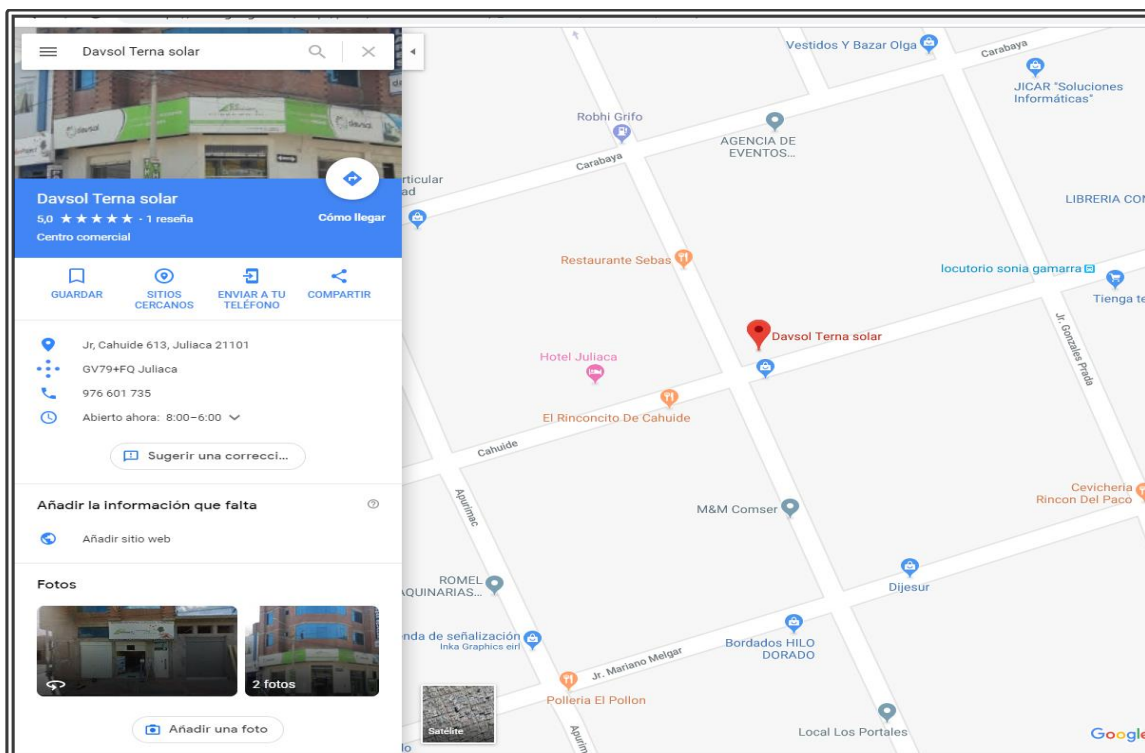 Davsol Terna solar
davsol
davsol
Davsol Terna solar
5,0 ★★★★★ - 1 reseña
Centro comercial
Cómo llegar
GUARDAR
SITIOS
CERCANOS
ENVIAR A TU
TELÉFONO
COMPARTIR
Jr, Cahuide 613, Juliaca 21101
GV79+FQ Juliaca
976 601 735
Abierto ahora: 8:00–6:00
Sugerir una correcci...
Añadir la información que falta
Añadir sitio web
Fotos
2 fotos
Añadir una foto
Vestidos Y Bazar Olga
Carabaya
JICAR "Soluciones
Informáticas"
Robhi Grifo
AGENCIA DE
EVENTOS...
Carabaya
rticular
ad
LIBRERIA CON
Restaurante Sebas
locutorio sonia gamarra
Tienga te
Davsol Terna solar
Jr. Gonzales Prada
Hotel Juliaca
El Rinconcito De Cahuide
Cahuide
Apurimac
Cevicheria
Rincon Del Paco
M&M Comser
ROMEL
AQUINARIAS...
Dijesur
nda de señalización
Inka Graphics eirl
Bordados HILO
DORADO
Jr. Mariano Melgar
Polleria El Pollon
Satélite
Local Los Portales
Apurim
lo
Google